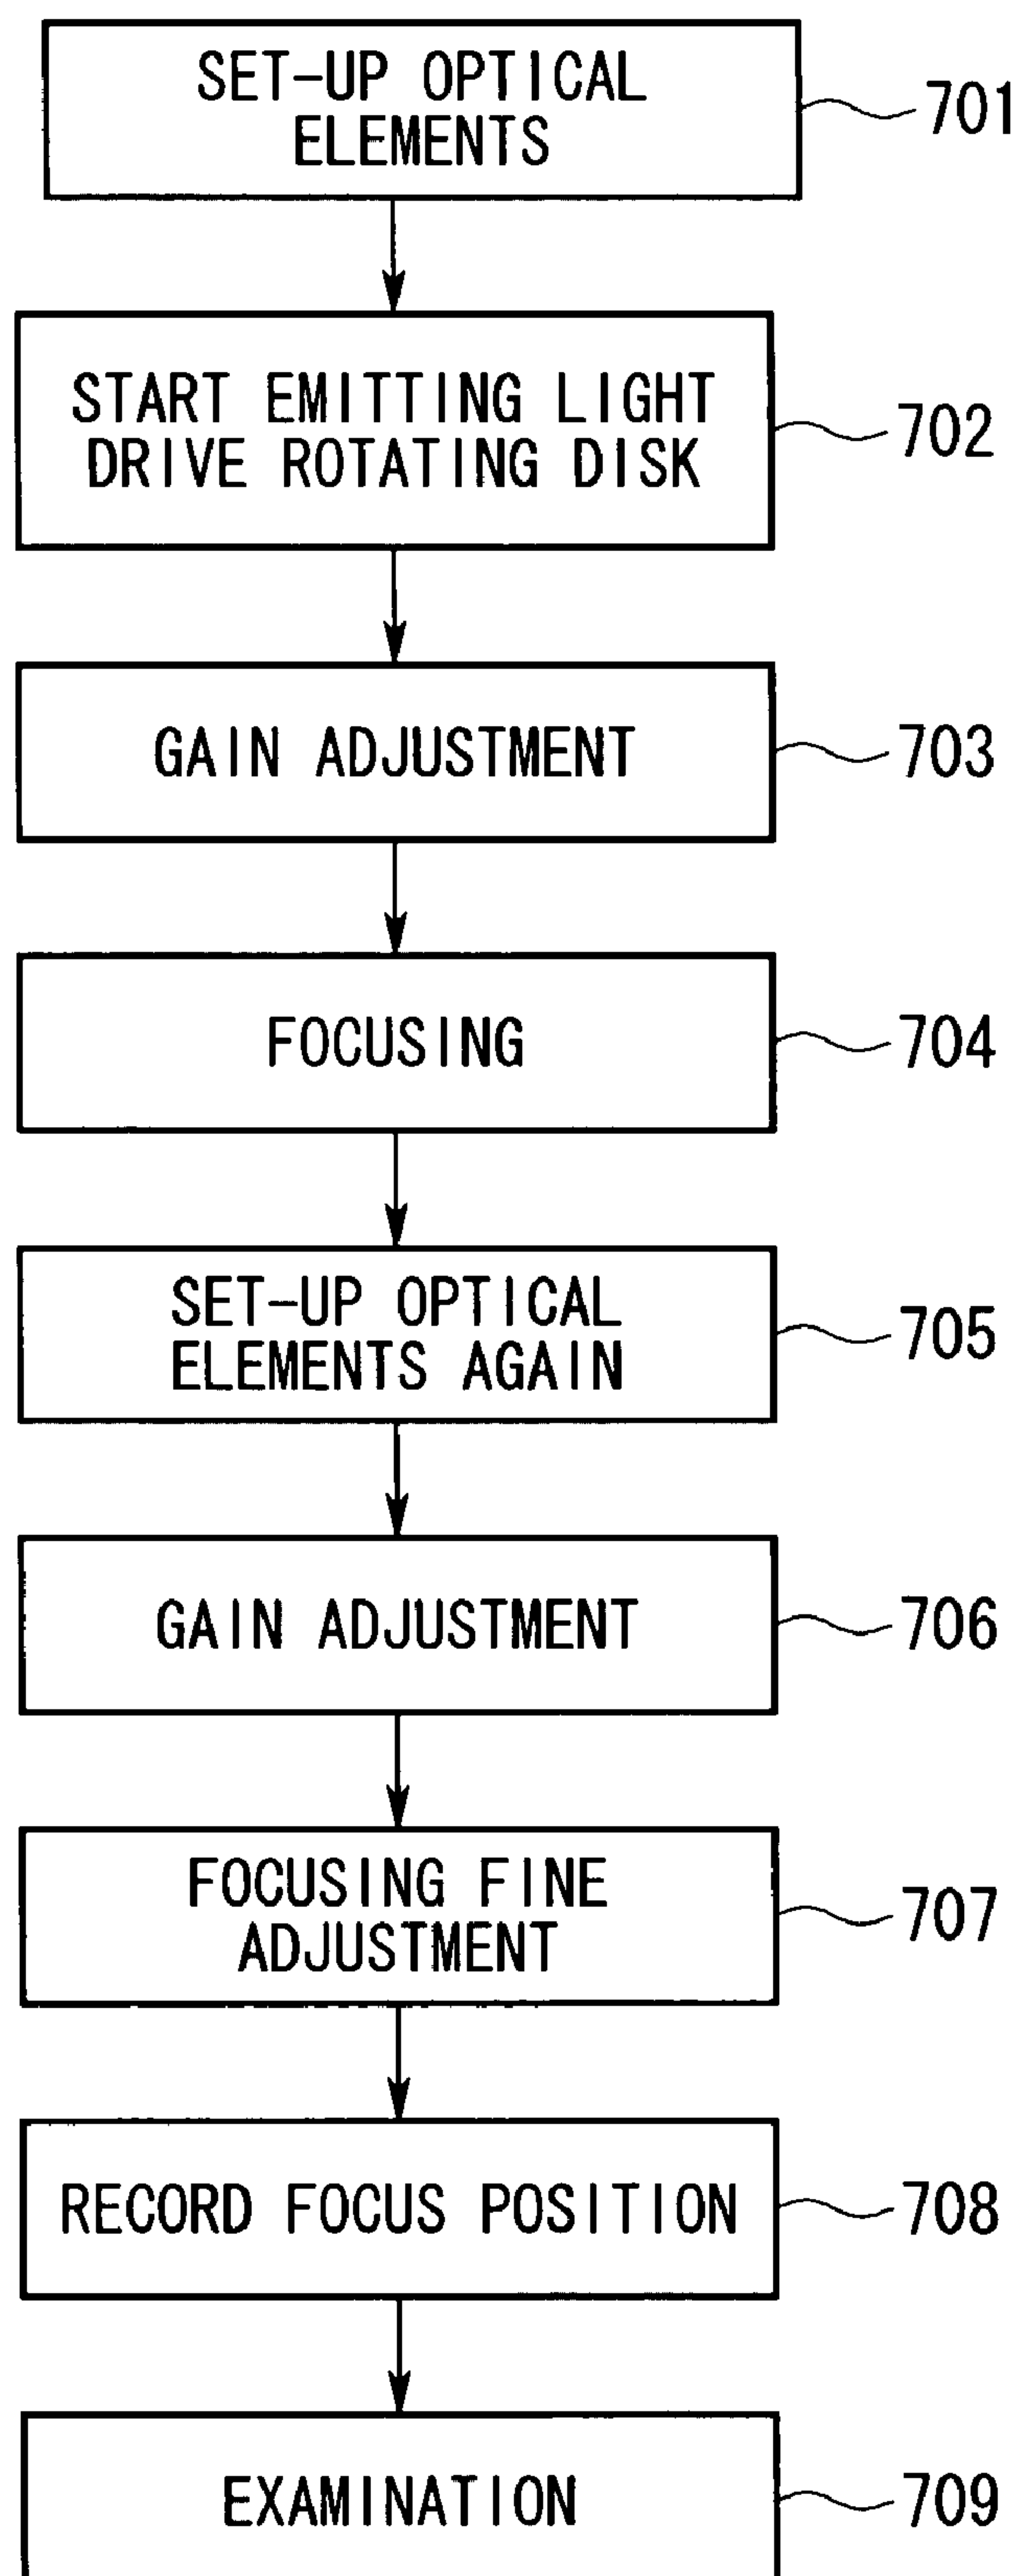 SET-UP OPTICAL
ELEMENTS
701
START EMITTING LIGHT
DRIVE ROTATING DISK
702
GAIN ADJUSTMENT
703
FOCUSING
704
SET-UP OPTICAL
ELEMENTS AGAIN
705
GAIN ADJUSTMENT
706
FOCUSING FINE
ADJUSTMENT
707
RECORD FOCUS POSITION
708
EXAMINATION
709